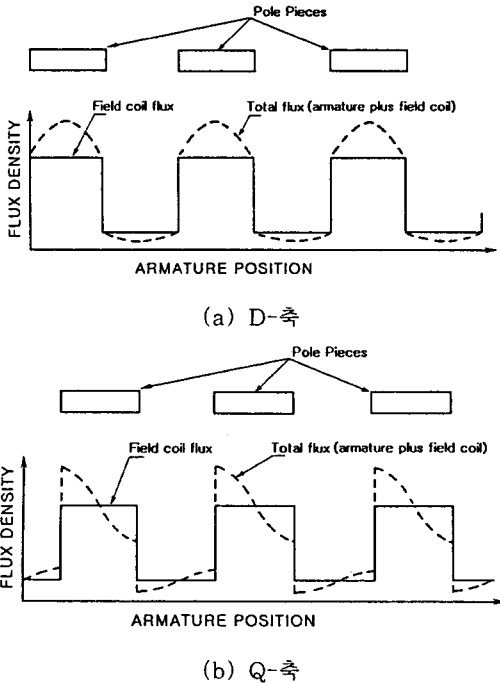 Pole Pieces
Field coil flux
Total flux (armature plus field coil)
FLUX DENSITY
ARMATURE POSITION
(a) D-축
Pole Pieces
Field coil flux
Total flux (armature plus field coil)
FLUX DENSITY
ARMATURE POSITION
(b) Q-축